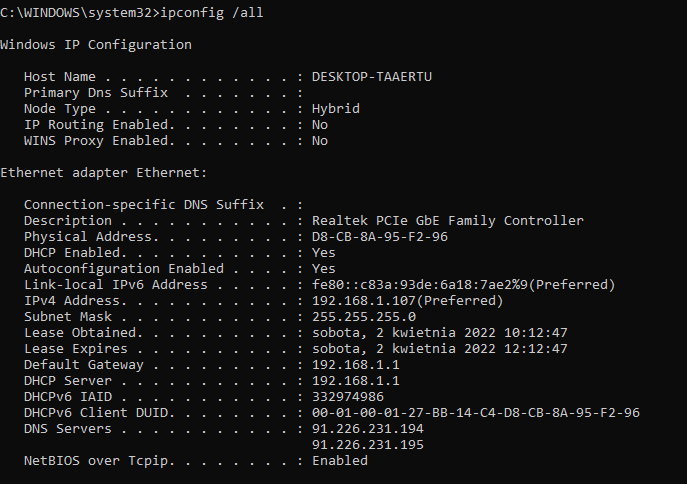 C:\WINDOWS\system32>ipconfig /all
Windows IP Configuration
Host Name . . . . . . . . . . . . : DESKTOP-TAAERTU
Primary Dns Suffix  . . . . . . . :
Node Type . . . . . . . . . . . . : Hybrid
IP Routing Enabled. . . . . . . . : No
WINS Proxy Enabled. . . . . . . . : No
Ethernet adapter Ethernet:
Connection-specific DNS Suffix  . :
Description . . . . . . . . . . . : Realtek PCIe GbE Family Controller
Physical Address. . . . . . . . . : D8-CB-8A-95-F2-96
DHCP Enabled. . . . . . . . . . . : Yes
Autoconfiguration Enabled . . . . : Yes
Link-local IPv6 Address . . . . . : fe80::c83a:93de:6a18:7ae2%9(Preferred)
IPv4 Address. . . . . . . . . . . : 192.168.1.107(Preferred)
Subnet Mask . . . . . . . . . . . : 255.255.255.0
Lease Obtained. . . . . . . . . . : sobota, 2 kwietnia 2022 10:12:47
Lease Expires . . . . . . . . . . : sobota, 2 kwietnia 2022 12:12:47
Default Gateway . . . . . . . . . : 192.168.1.1
DHCP Server . . . . . . . . . . . : 192.168.1.1
DHCPv6 IAID . . . . . . . . . . . : 332974986
DHCPv6 Client DUID. . . . . . . . : 00-01-00-01-27-BB-14-C4-D8-CB-8A-95-F2-96
DNS Servers . . . . . . . . . . . : 91.226.231.194
91.226.231.195
NetBIOS over Tcpip. . . . . . . . : Enabled